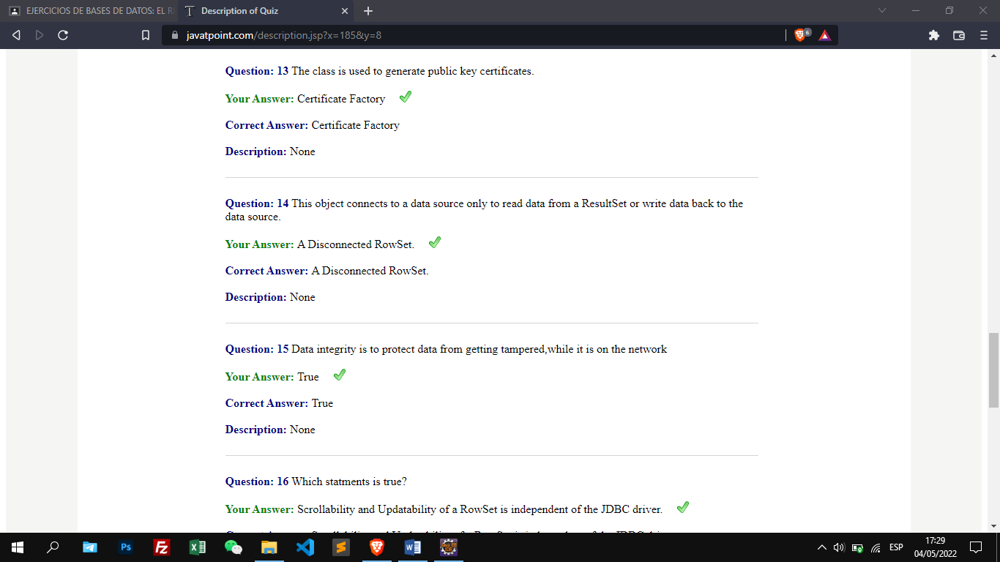 EJERCICIOS DE BASES DE DATOS: EL R
Description of Quiz
javatpoint.com/description.jsp?x=185&y=8
6
Question: 13 The class is used to generate public key certificates.
Your Answer: Certificate Factory
Correct Answer: Certificate Factory
Description: None
Question: 14 This object connects to a data source only to read data from a ResultSet or write data back to the
data source.
Your Answer: A Disconnected RowSet.
Correct Answer: A Disconnected RowSet.
Description: None
Question: 15 Data integrity is to protect data from getting tampered,while it is on the network
Your Answer: True
Correct Answer: True
Description: None
Question: 16 Which statments is true?
Your Answer: Scrollability and Updatability of a RowSet is independent of the JDBC driver.
Ps
Fz
X
W
Java EE
IDE
ESP
17:29
04/05/2022